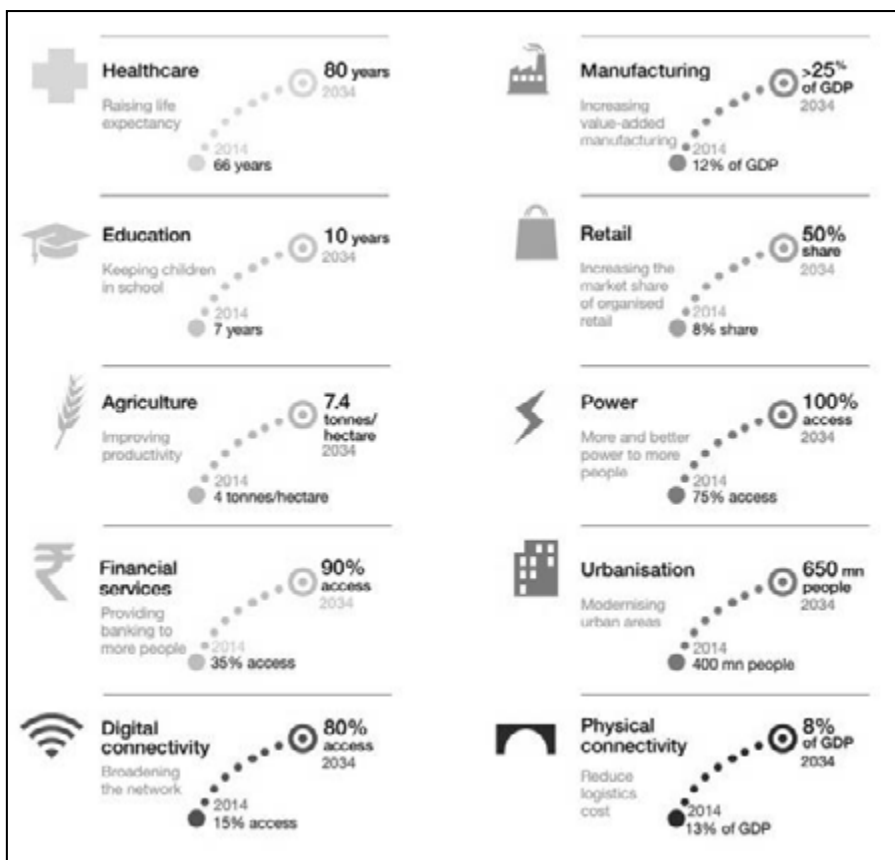 Healthcare
Raising life
expectancy
80 years
2034
2014
66 years
Manufacturing
Increasing
value-added
manufacturing
>25%
of GDP
2034
2014
12% of GDP
Education
Keeping children
in school
10 years
2034
2014
7 years
Retail
Increasing the
market share
of organised
retail
50%
share
2034
2014
8% share
Agriculture
Improving
productivity
7.4
tonnes/
hectare
2034
2014
4 tonnes/hectare
Power
More and better
power to more
people
100%
access
2034
2014
75% access
₹
Financial
services
Providing
banking to
more people
90%
access
2034
2014
35% access
Urbanisation
Modernising
urban areas
650 mn
people
2034
2014
400 mn people
Digital
connectivity
Broadening
the network
80%
access
2034
2014
15% access
Physical
connectivity
Reduce
logistics
cost
8%
of GDP
2034
2014
13% of GDP